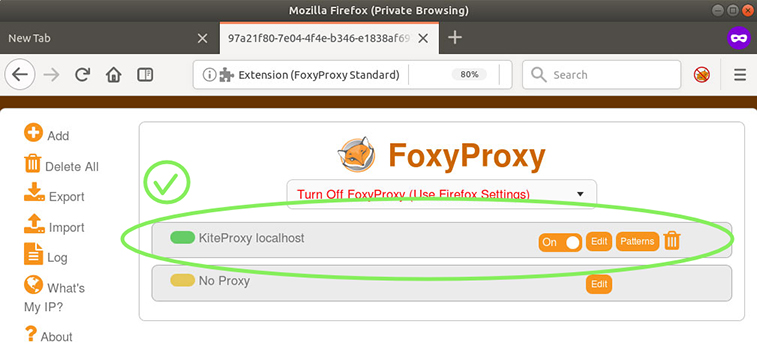 Mozilla Firefox (Private Browsing)
New Tab
97a21f80-7e04-4f4e-b346-e1838af69
Extension (FoxyProxy Standard)
80%
Search
Add
Delete All
Export
Import
Log
What's
My IP?
? About
FoxyProxy
Turn Off FoxyProxy (Use Firefox Settings)
KiteProxy localhost
On
Edit
Patterns
No Proxy
Edit